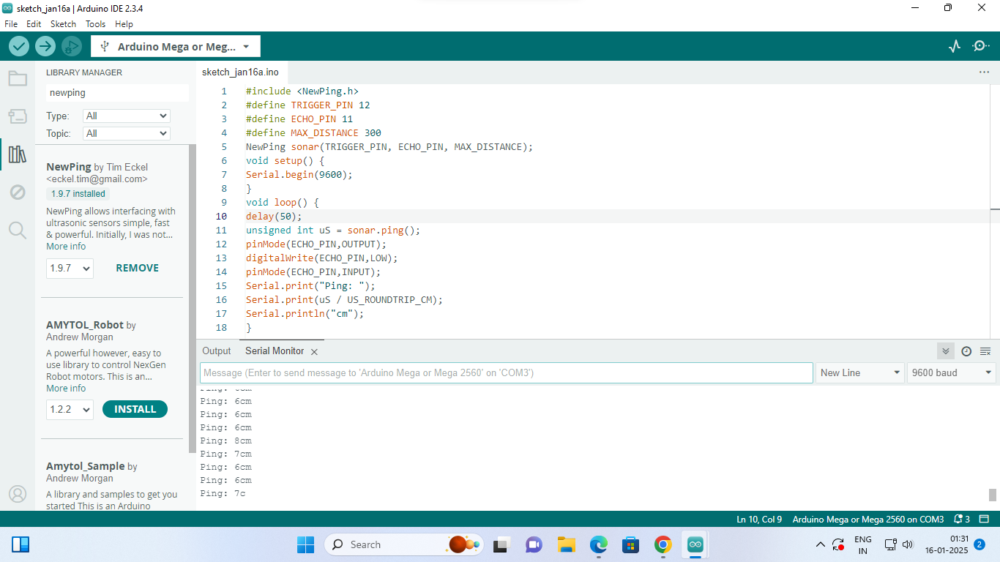 sketch_jan16a | Arduino IDE 2.3.4
File Edit Sketch Tools Help
Arduino Mega or Meg...
LIBRARY MANAGER
newping
Type: All
Topic: All
NewPing by Tim Eckel
<eckel.tim@gmail.com>
1.9.7 installed
NewPing allows interfacing with
ultrasonic sensors simple, fast
& powerful. Initially, I was not...
More info
1.9.7 REMOVE
AMYTOL_Robot by
Andrew Morgan
A powerful however, easy to
use library to control NexGen
Robot motors. This is an...
More info
1.2.2 INSTALL
Amytol_Sample by
Andrew Morgan
A library and samples to get you
started This is an Arduino
sketch_jan16a.ino
1 #include <NewPing.h>
2 #define TRIGGER_PIN 12
3 #define ECHO_PIN 11
4 #define MAX_DISTANCE 300
5 NewPing sonar(TRIGGER_PIN, ECHO_PIN, MAX_DISTANCE);
6 void setup() {
7 Serial.begin(9600);
8 }
9 void loop() {
10 delay(50);
11 unsigned int uS = sonar.ping();
12 pinMode(ECHO_PIN,OUTPUT);
13 digitalWrite(ECHO_PIN,LOW);
14 pinMode(ECHO_PIN,INPUT);
15 Serial.print("Ping: ");
16 Serial.print(uS / US_ROUNDTRIP_CM);
17 Serial.println("cm");
18 }
Output Serial Monitor
Message (Enter to send message to 'Arduino Mega or Mega 2560' on 'COM3')
New Line 9600 baud
Ping: 6cm
Ping: 6cm
Ping: 6cm
Ping: 8cm
Ping: 7cm
Ping: 6cm
Ping: 6cm
Ping: 7c
Ln 10, Col 9 Arduino Mega or Mega 2560 on COM3 3
Search
ENG
IN
01:31
16-01-2025
2